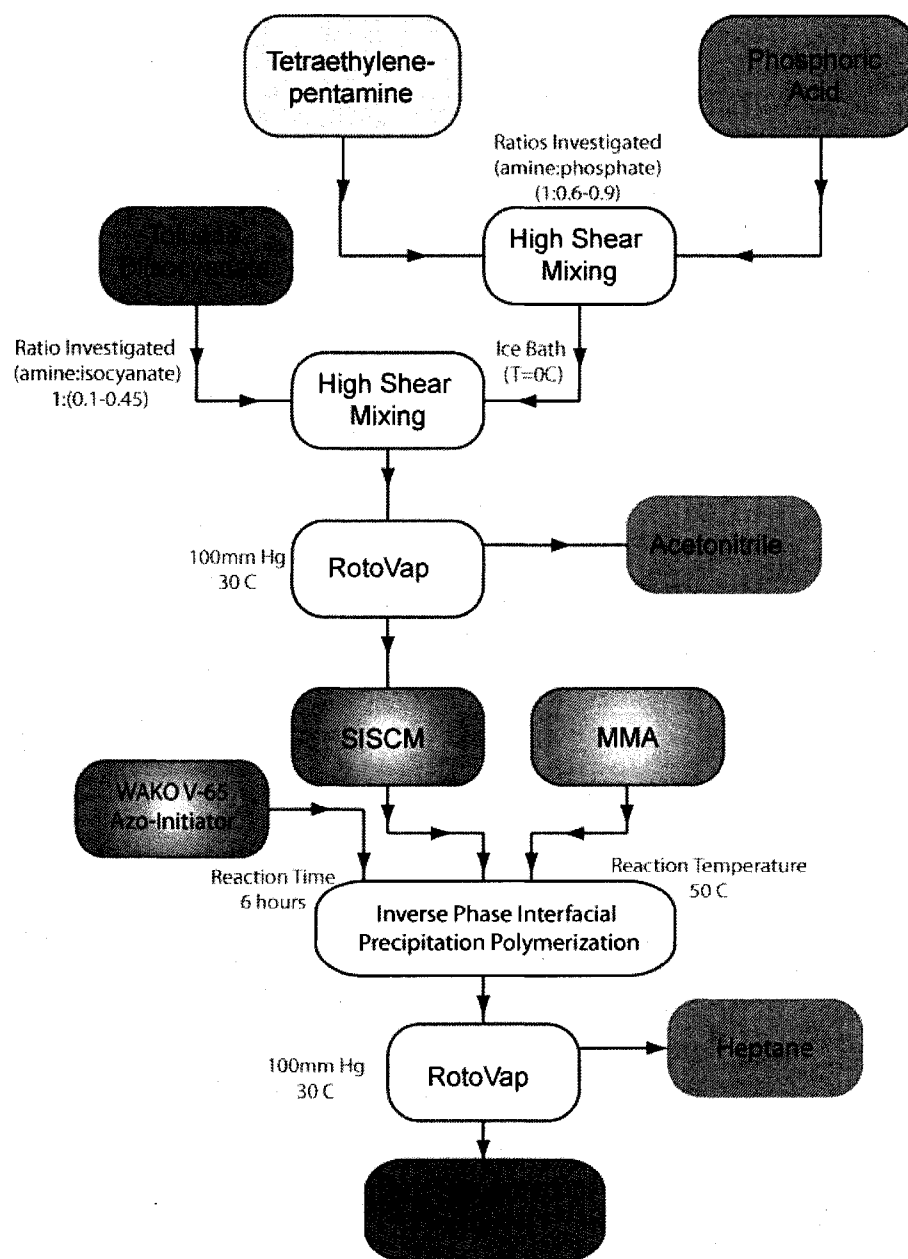 Tetraethylene-
pentamine
Phosphoric
Acid
Ratios Investigated
(amine:phosphate)
(1:0.6-0.9)
High Shear
Mixing
Diisocyanate
Ratio Investigated
(amine:isocyanate)
1:(0.1-0.45)
Ice Bath
(T=0C)
High Shear
Mixing
100mm Hg
30 C
RotoVap
Acetonitrile
SISCM
MMA
WAKO V-65
Azo-Initiator
Reaction Time
6 hours
Reaction Temperature
50 C
Inverse Phase Interfacial
Precipitation Polymerization
100mm Hg
30 C
RotoVap
Heptane